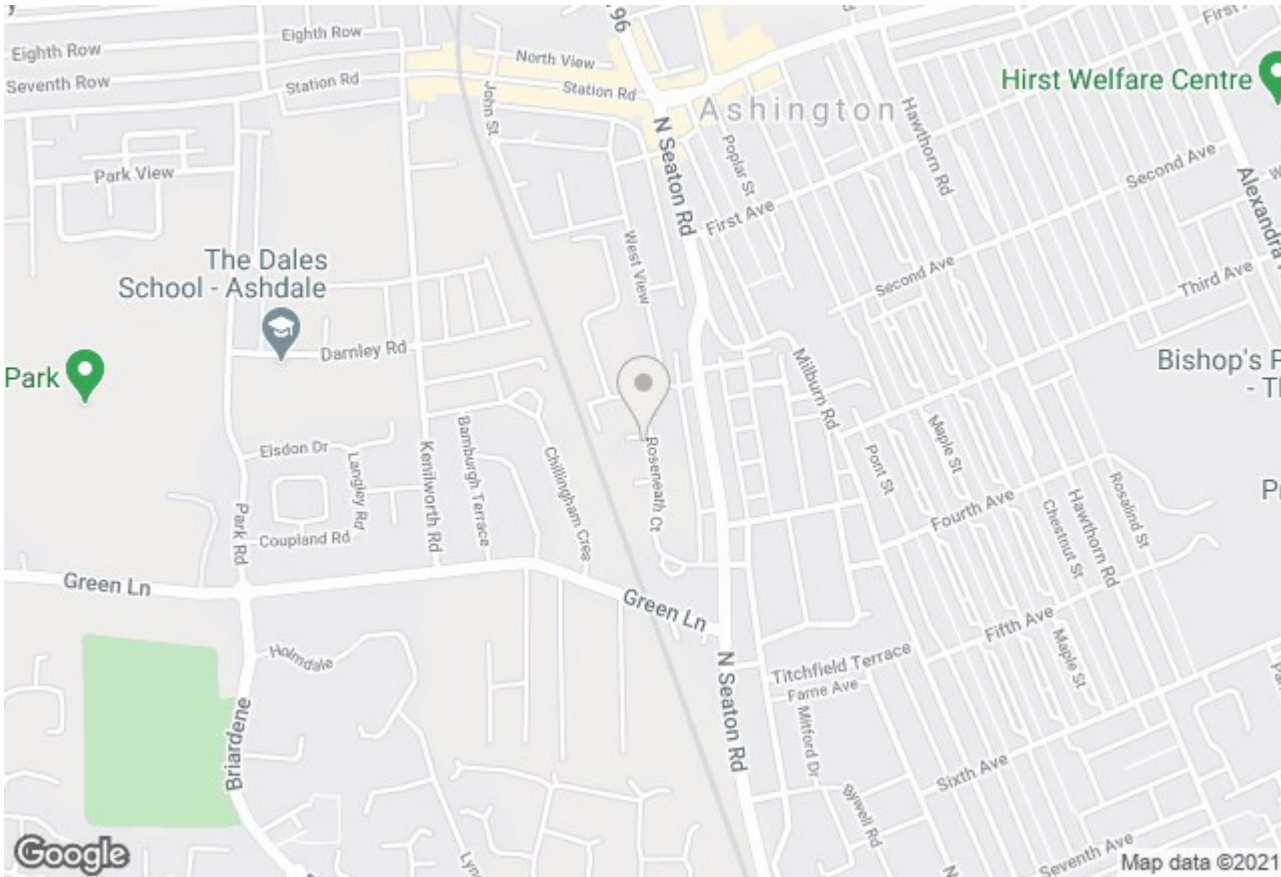 Eighth Row
Eighth Row
Seventh Row
Station Rd
John St
North View
Station Rd
N Seaton Rd
Ashington
Poplar St
Hawthorn Rd
Hirst Welfare Centre
First Ave
Second Ave
Alexandra
Park View
West View
Second Ave
Third Ave
The Dales
School - Ashdale
Darnley Rd
Park
Milburn Rd
Bishop's
Elsdon Dr
Langley Rd
Kenilworth Rd
Bamburgh Terrace
Chillingham Cres
Roseneath Ct
Pont St
Maple St
Fourth Ave
Chestnut St
Hawthorn Rd
Rosalind St
Park Rd
Coupland Rd
Green Ln
Green Ln
Fifth Ave
Maple St
Holmdale
Titchfield Terrace
Farne Ave
Mitford Dr
N Seaton Rd
Briardene
Sixth Ave
Bywell Rd
Seventh Ave
Google
Map data ©2021